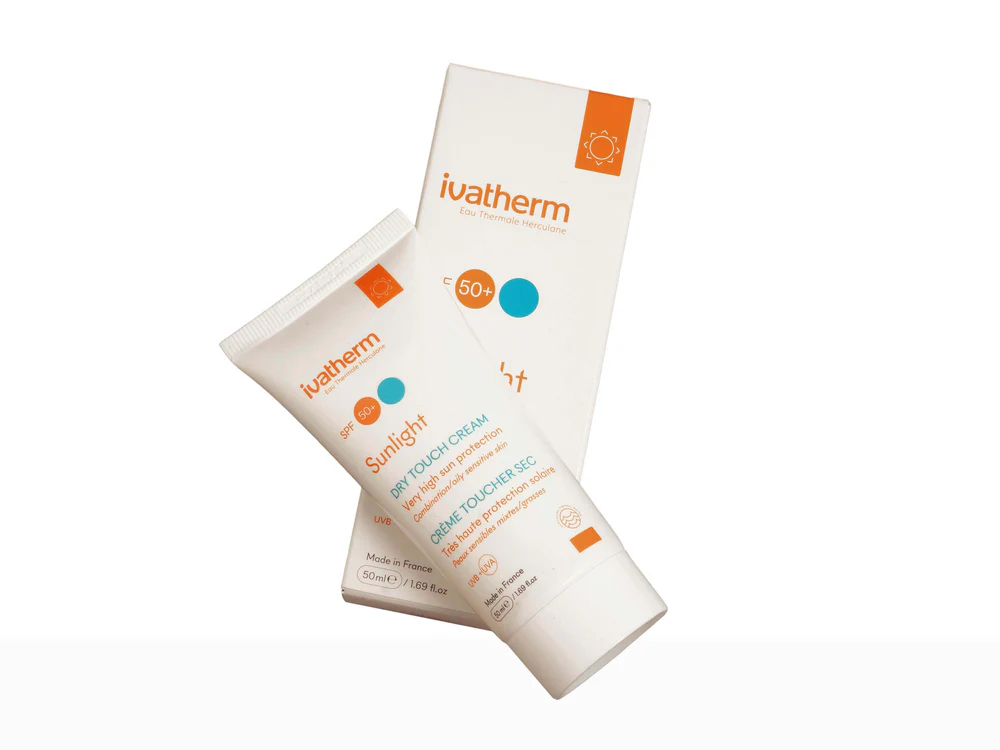 ivatherm
Eau Thermale Herculane
50+
ht
UVB
Made in France
50ml℮ / 1.69 fl.oz
ivatherm
Eau Thermale Herculane
SPF 50+
Sunlight
DRY TOUCH CREAM
Very high sun protection
Combination/oily sensitive skin
CRÈME TOUCHER SEC
Très haute protection solaire
Peaux sensibles mixtes/grasses
UVB+UVA
Made in France
50ml℮ / 1.69 fl.oz